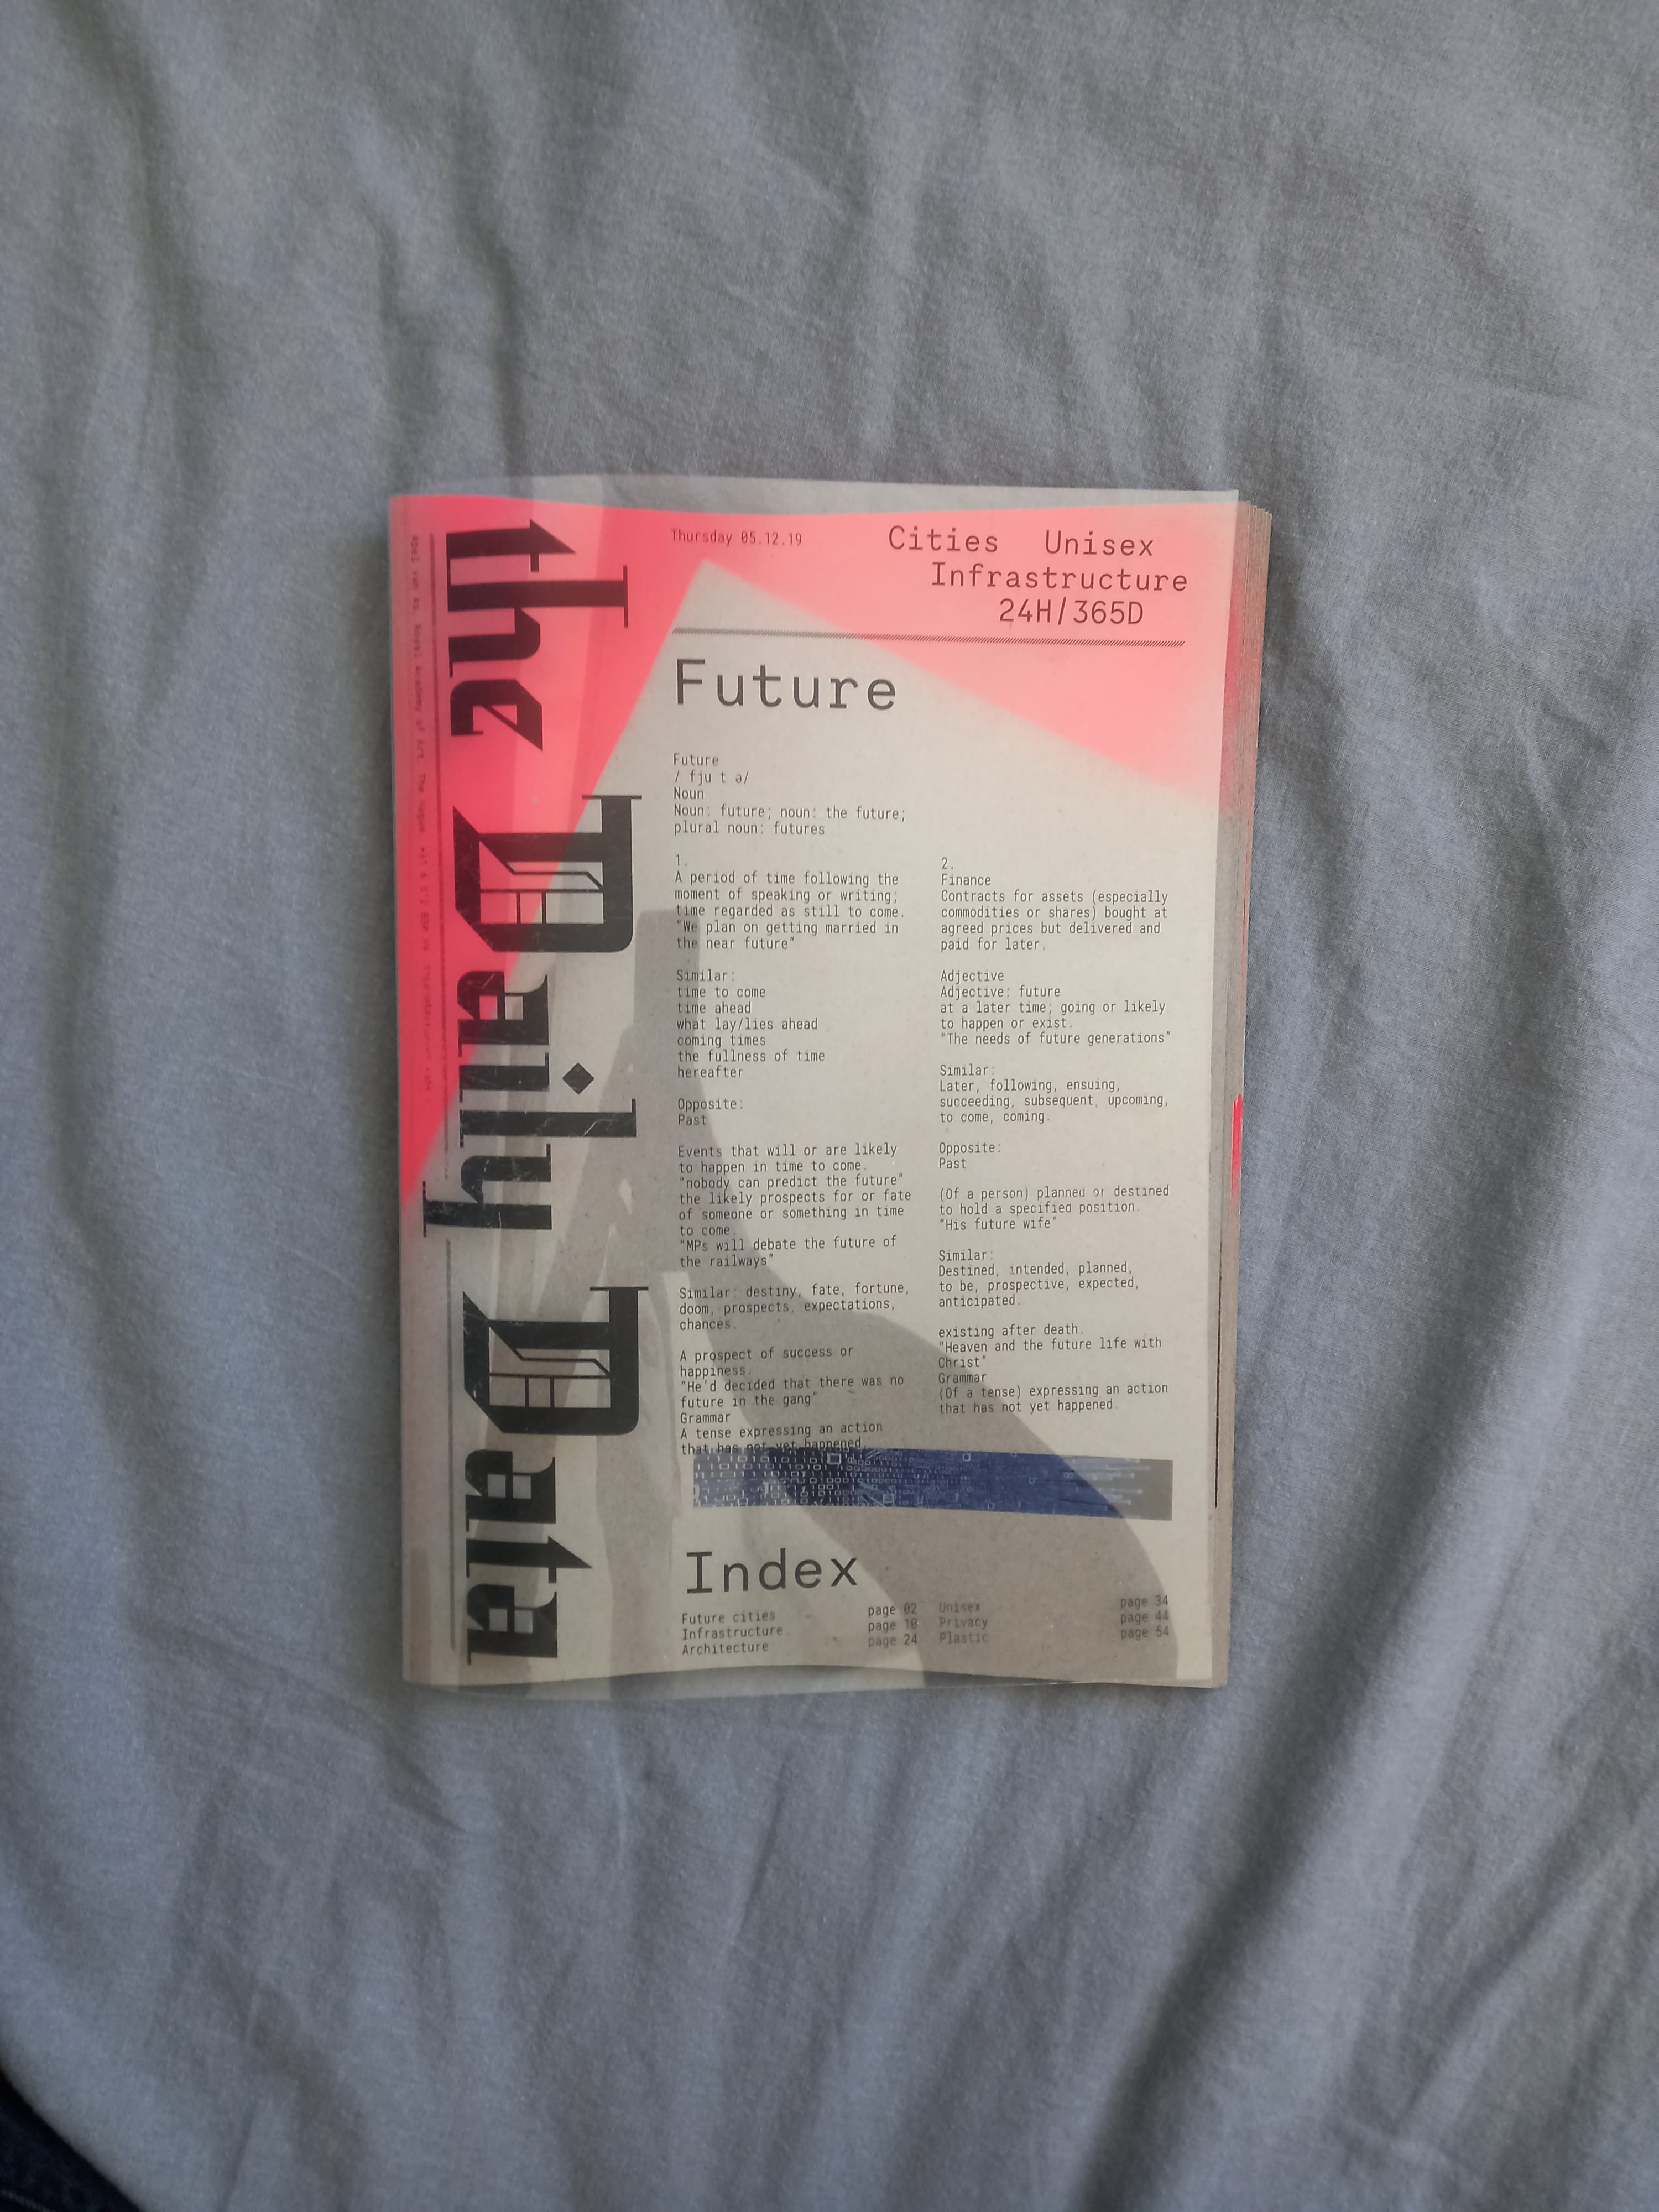 the Daily Data
Thursday 05.12.19
Cities Unisex
Infrastructure
24H/365D
Future
Future
/ fju t ə/
Noun
Noun: future; noun: the future;
plural noun: futures
1.
A period of time following the
moment of speaking or writing;
time regarded as still to come.
"We plan on getting married in
the near future"
Similar:
time to come
time ahead
what lay/lies ahead
coming times
the fullness of time
hereafter
Opposite:
Past
Events that will or are likely
to happen in time to come.
"nobody can predict the future"
the likely prospects for or fate
of someone or something in time
to come.
"MPs will debate the future of
the railways"
Similar: destiny, fate, fortune,
doom, prospects, expectations,
chances.
A prospect of success or
happiness.
"He'd decided that there was no
future in the gang"
Grammar
A tense expressing an action
that has not yet happened.
2.
Finance
Contracts for assets (especially
commodities or shares) bought at
agreed prices but delivered and
paid for later.
Adjective
Adjective: future
at a later time; going or likely
to happen or exist.
"The needs of future generations"
Similar:
Later, following, ensuing,
succeeding, subsequent, upcoming,
to come, coming.
Opposite:
Past
(Of a person) planned or destined
to hold a specified position.
"His future wife"
Similar:
Destined, intended, planned,
to be, prospective, expected,
anticipated.
existing after death.
"Heaven and the future life with
Christ"
Grammar
(Of a tense) expressing an action
that has not yet happened.
Index
Future cities page 02
Infrastructure page 18
Architecture page 24
Unisex page 34
Privacy page 44
Plastic page 54